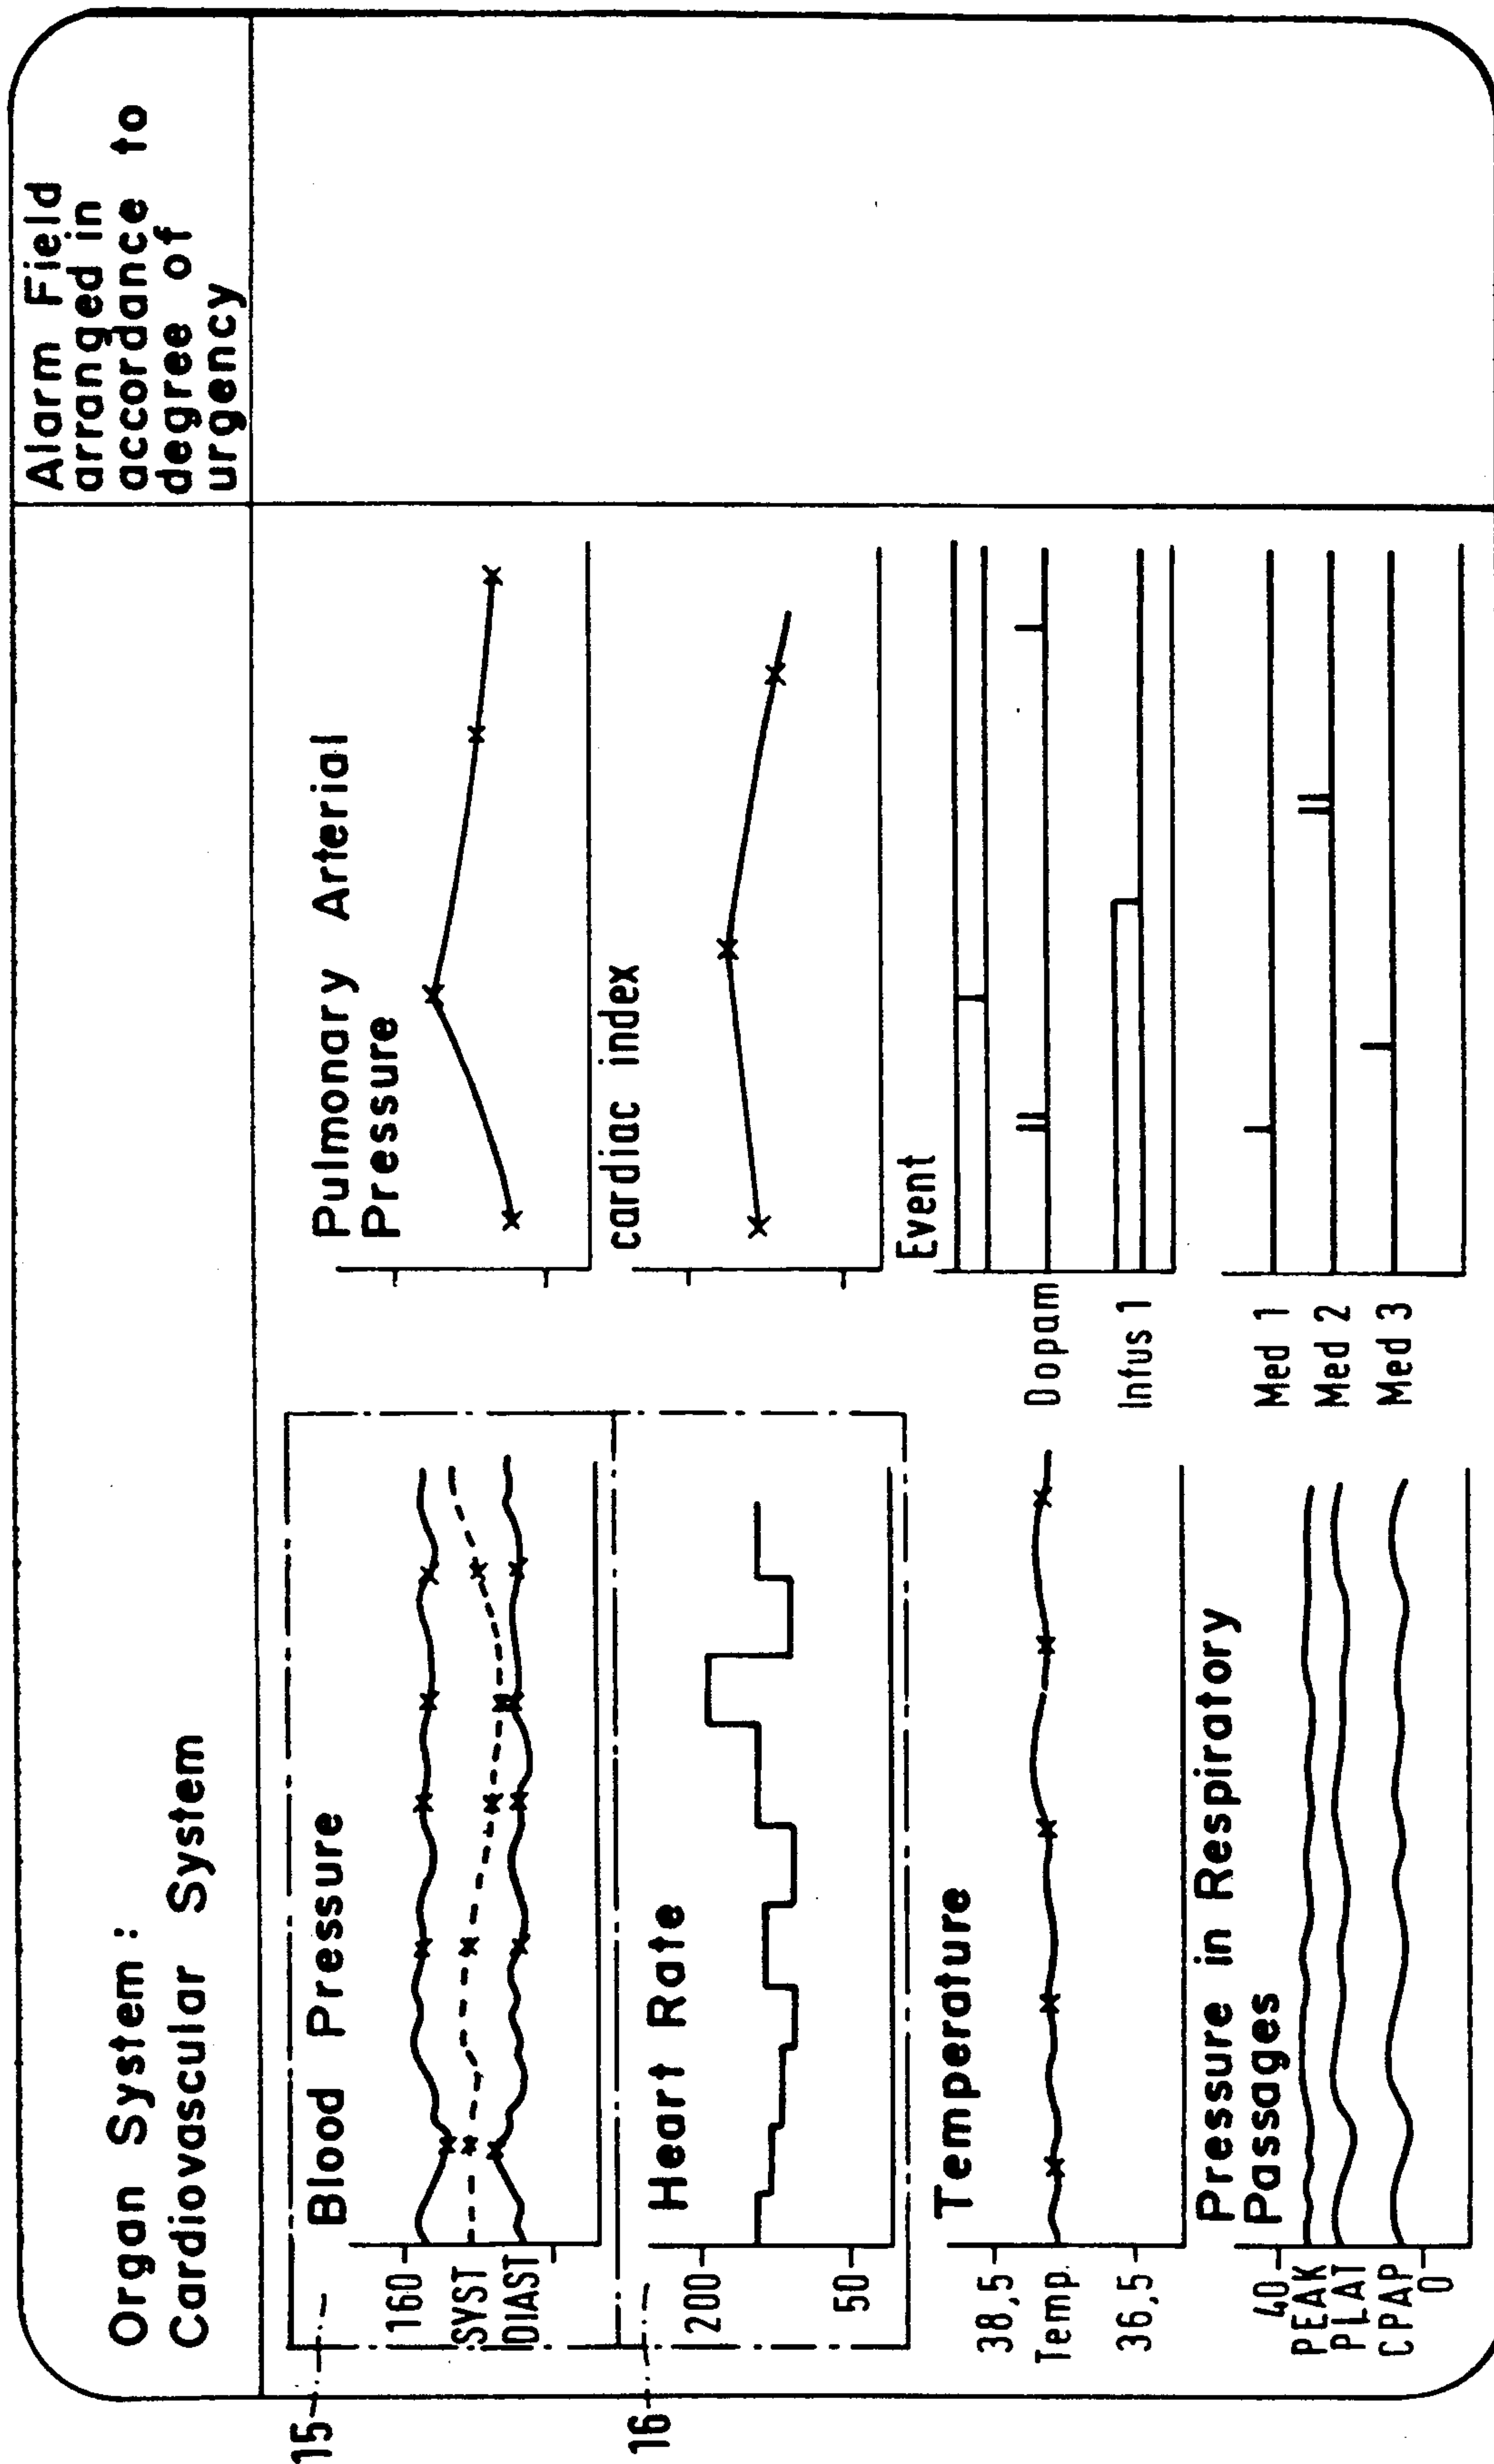 Organ System:
Cardiovascular System
Alarm Field
arranged in
accordance to
degree of
urgency
15
Blood Pressure
160
SYST
DIAST
16
Heart Rate
200
50
Temperature
38,5
Temp.
36,5
Pressure in Respiratory
Passages
40
PEAK
PLAT
CPAP
0
Pulmonary Arterial
Pressure
cardiac index
Event
Dopam
Infus 1
Med 1
Med 2
Med 3